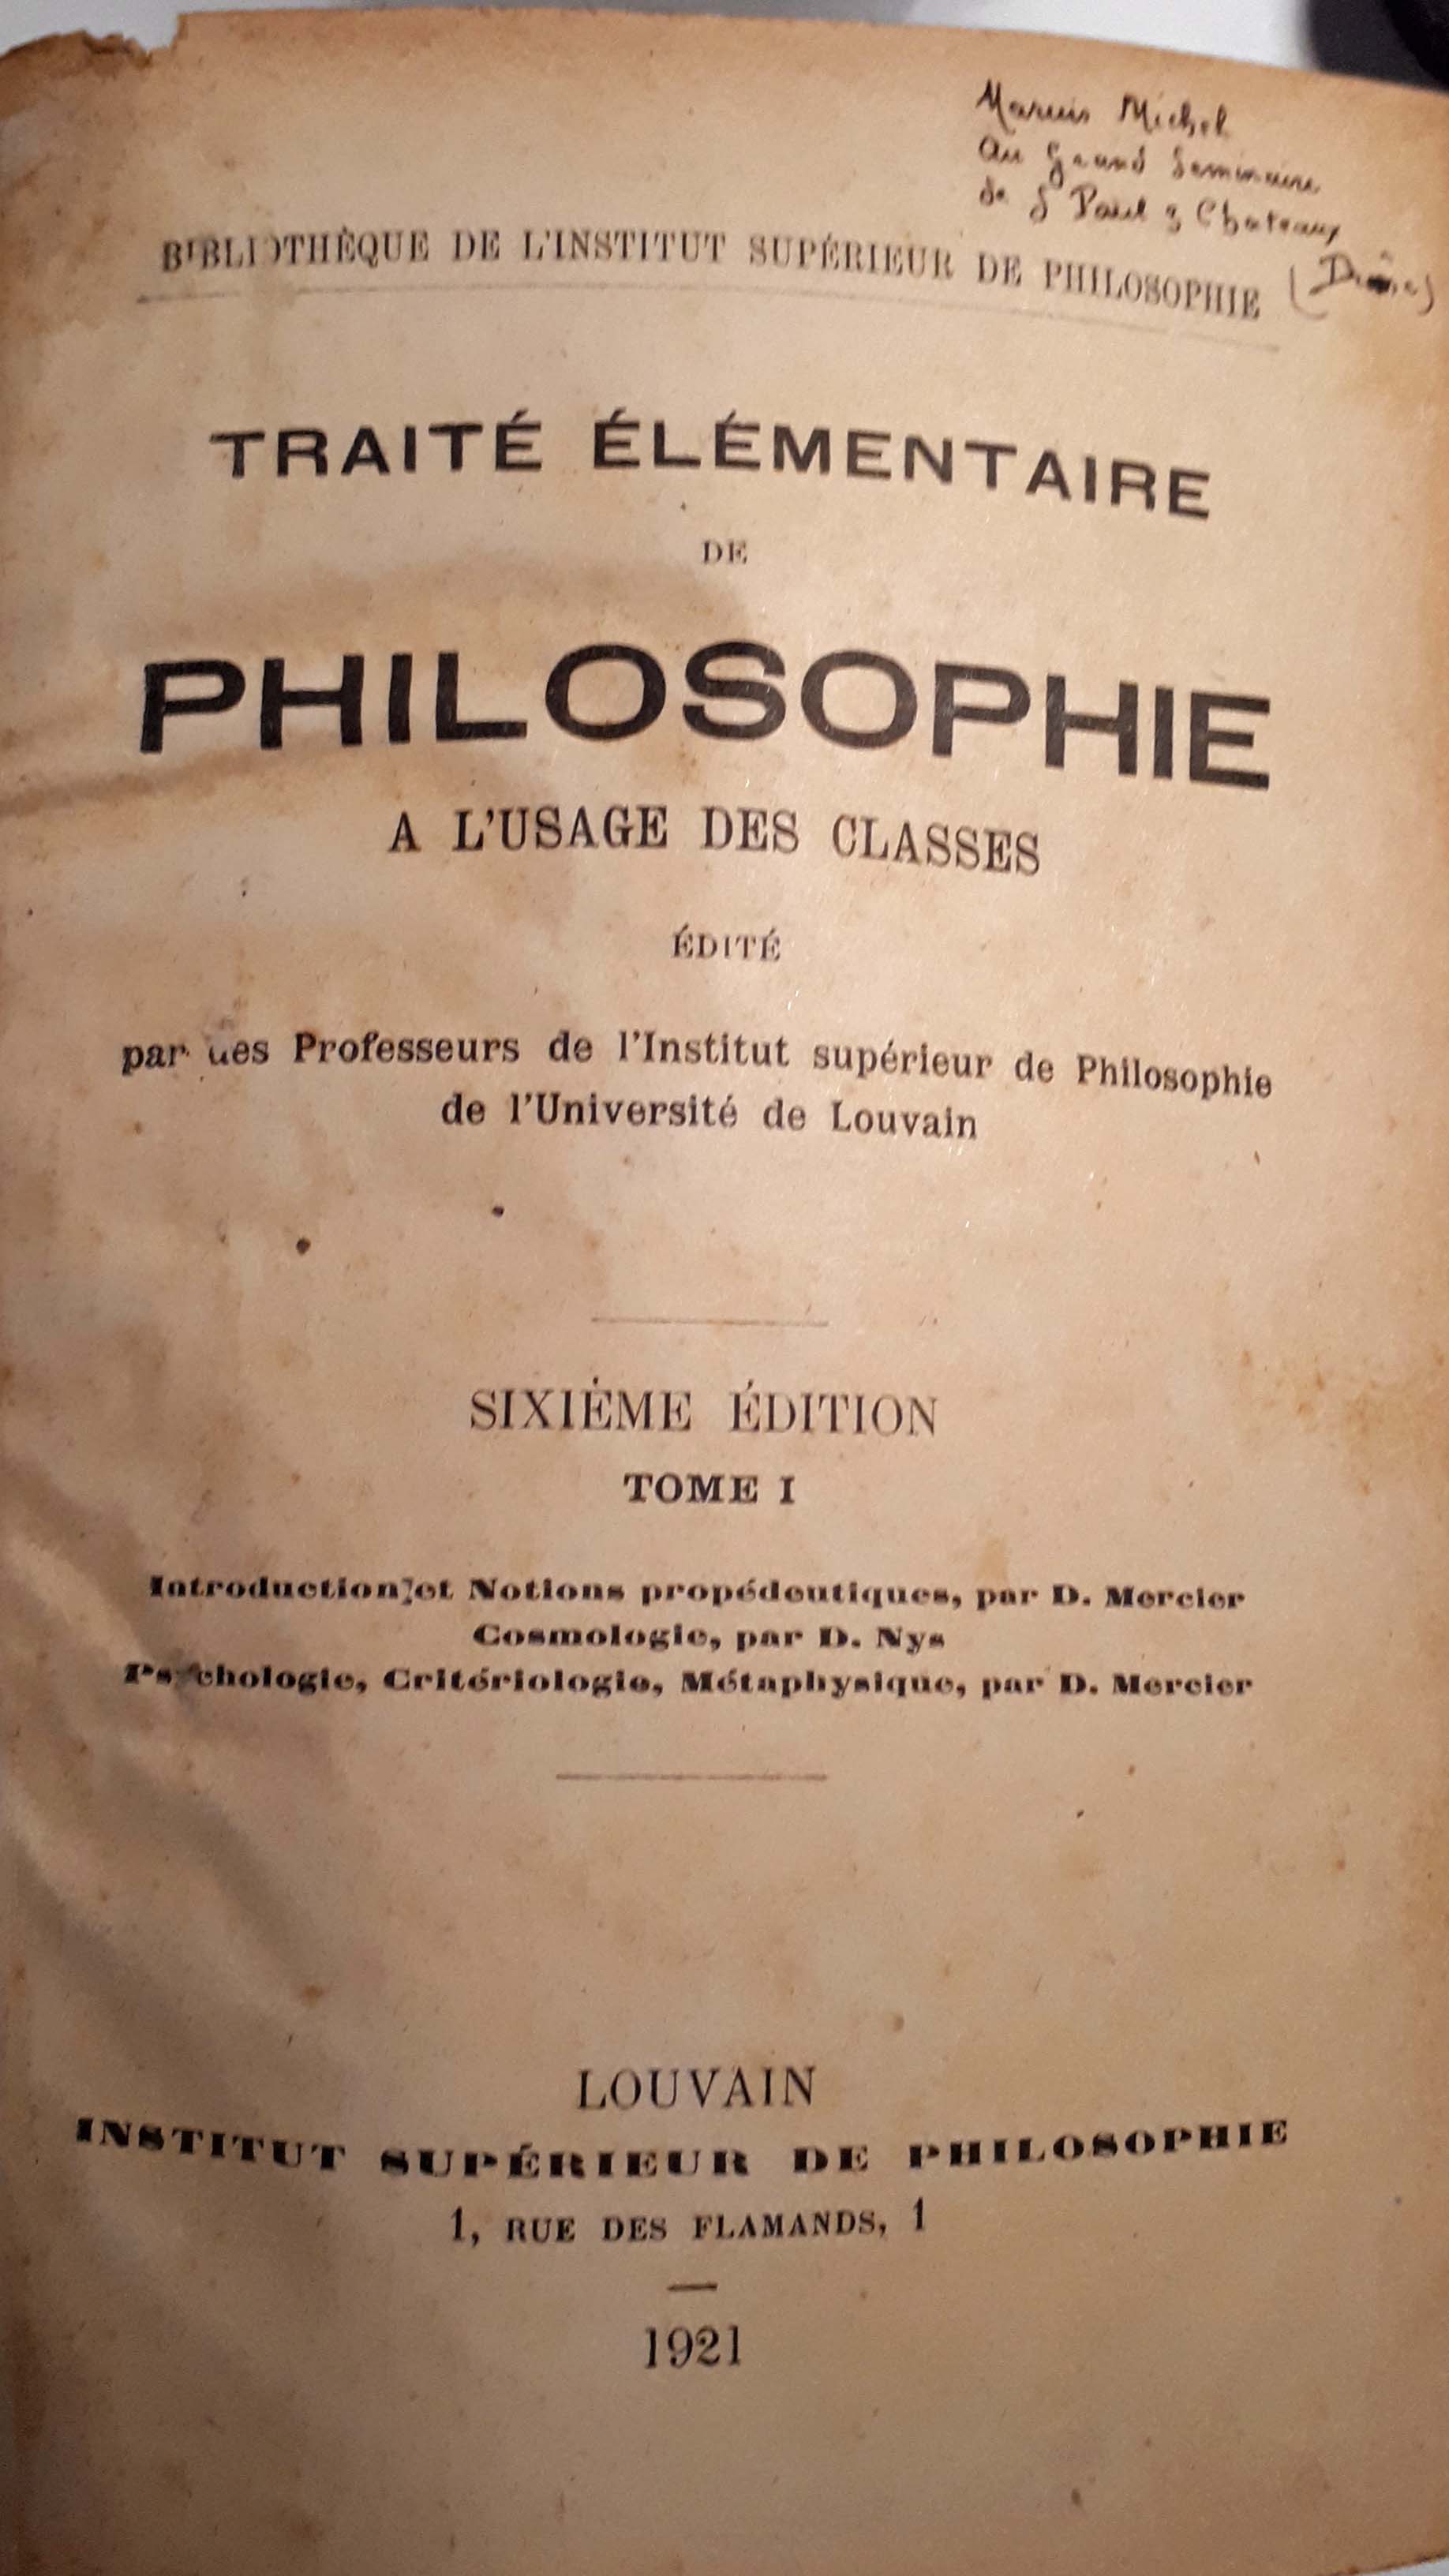 Marius Michel
au Grand Seminaire
de St Paul 3 Chateaux
(Drôme)
BIBLIOTHÈQUE DE L'INSTITUT SUPÉRIEUR DE PHILOSOPHIE
TRAITÉ ÉLÉMENTAIRE
DE
PHILOSOPHIE
A L'USAGE DES CLASSES
ÉDITÉ
par des Professeurs de l'Institut supérieur de Philosophie
de l'Université de Louvain
SIXIÈME ÉDITION
TOME I
Introduction et Notions propédeutiques, par D. Mercier
Cosmologie, par D. Nys
Psychologie, Critériologie, Métaphysique, par D. Mercier
LOUVAIN
INSTITUT SUPÉRIEUR DE PHILOSOPHIE
1, RUE DES FLAMANDS, 1
1921